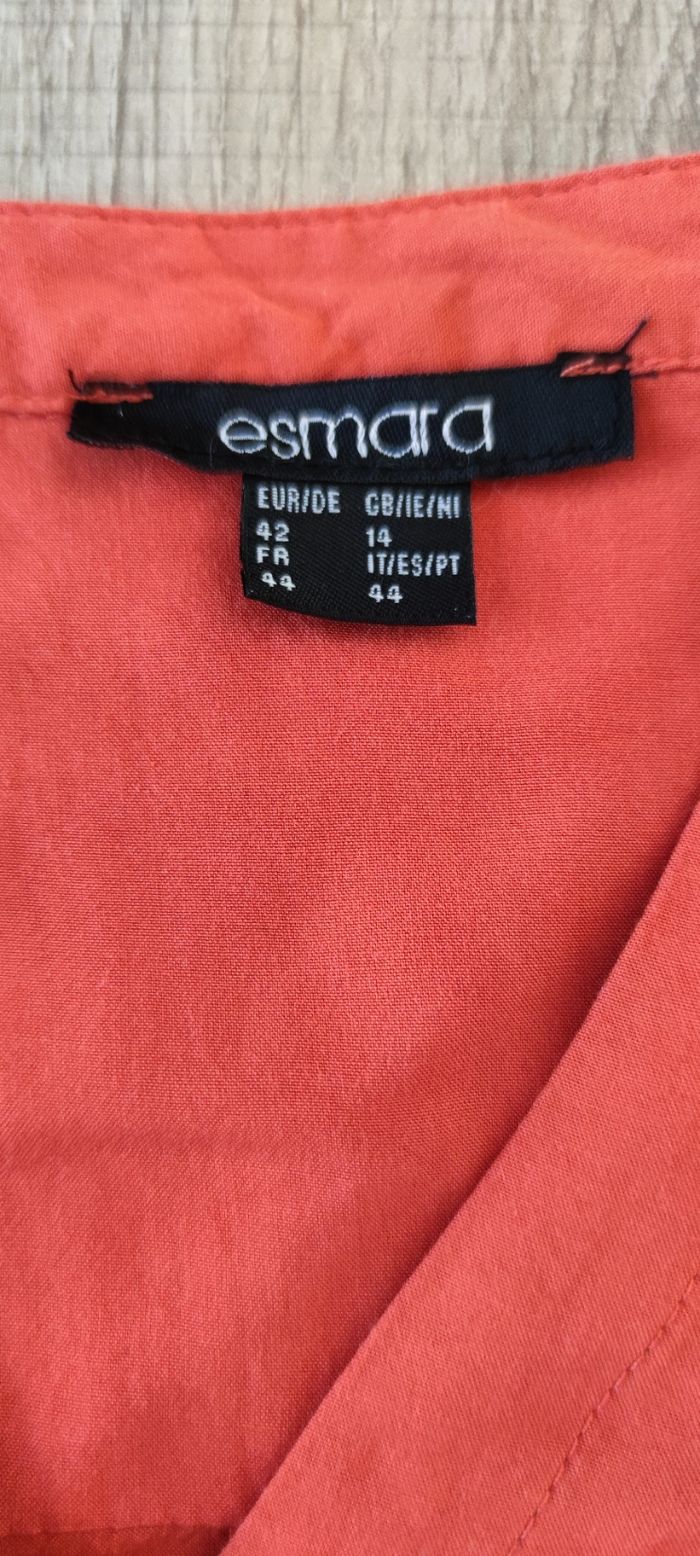 esmara
EUR/DE GB/IE/NI
42 14
FR IT/ES/PT
44 44